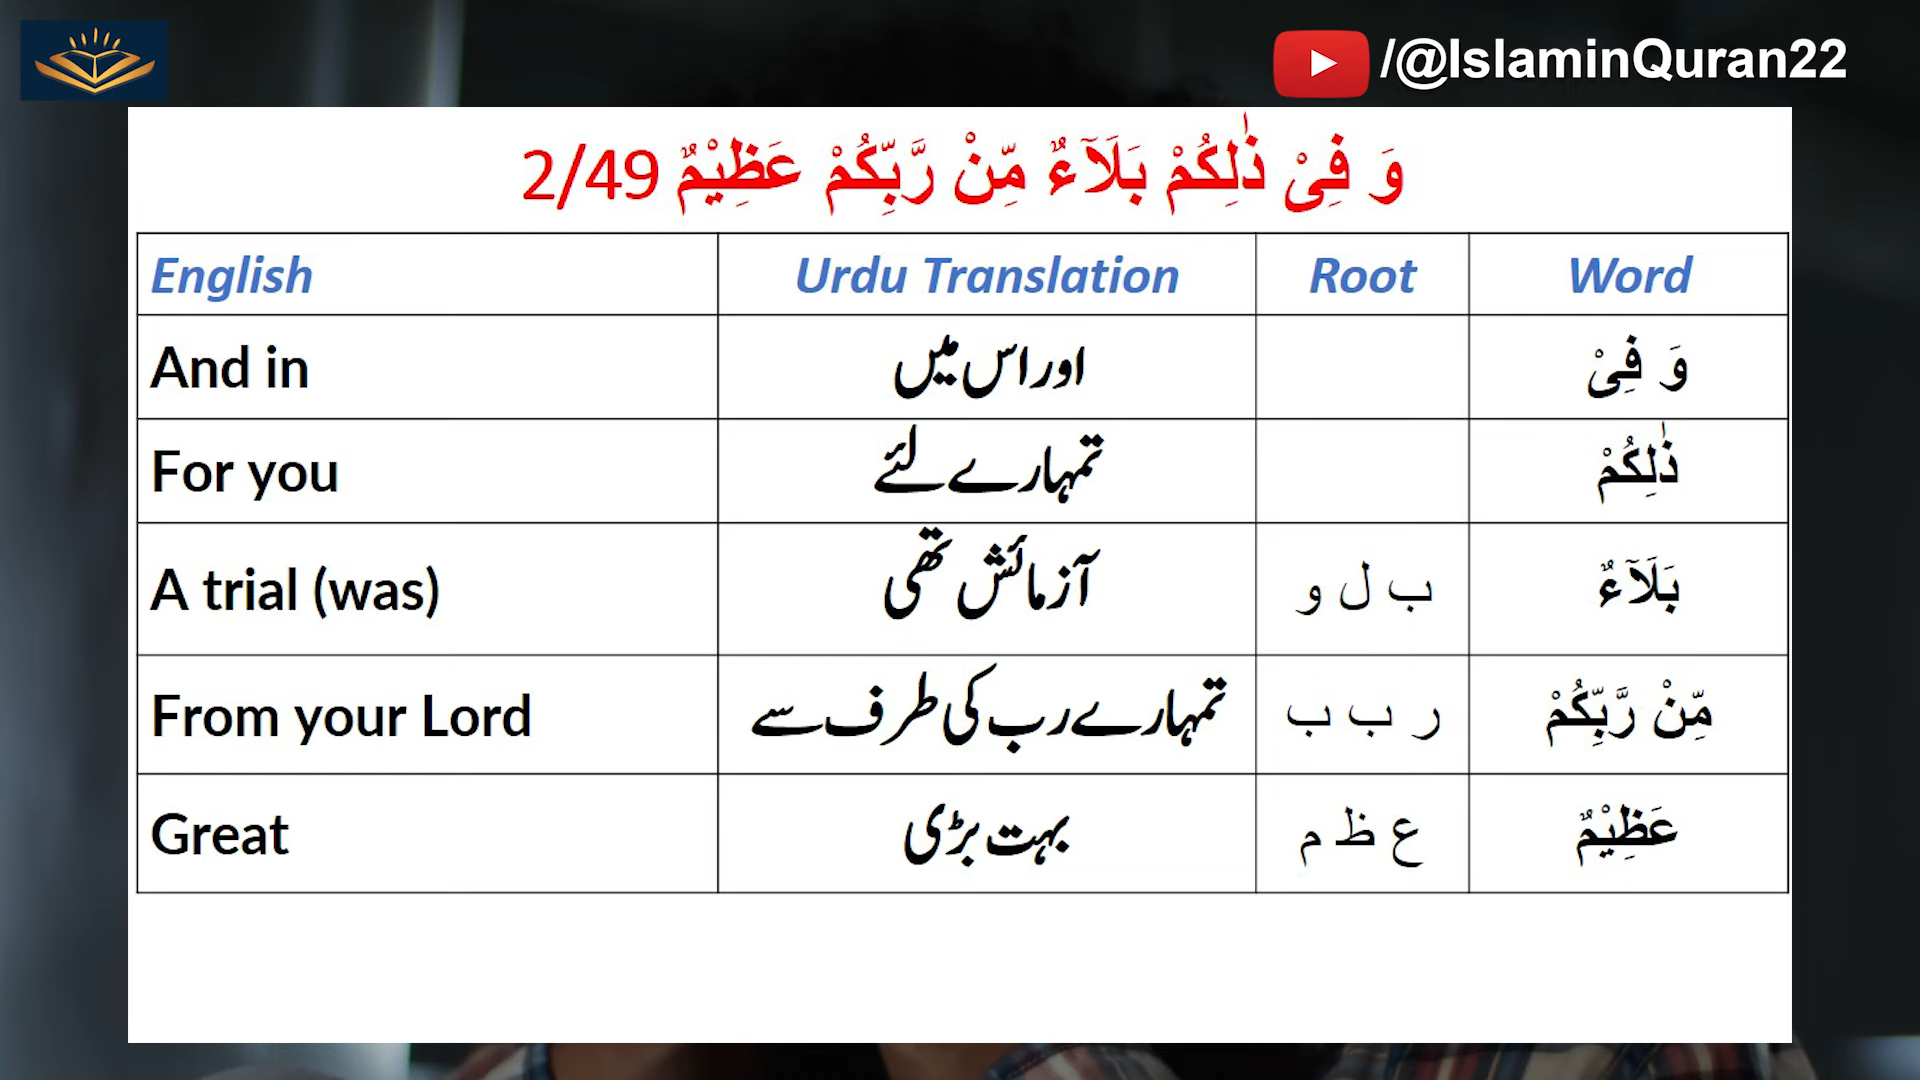 /@IslaminQuran22
وَ فِیْ ذٰلِكُمْ بَلَآءٌ مِّنْ رَّبِّكُمْ عَظِیْمٌ 2/49
English Urdu Translation Root Word
And in اور اس میں وَ فِیْ
For you تمہارے لئے ذٰلِكُمْ
A trial (was) آزمائش تھی ب ل و بَلَآءٌ
From your Lord تمہارے رب کی طرف سے ر ب ب مِّنْ رَّبِّكُمْ
Great بہت بڑی ع ظ م عَظِیْمٌ